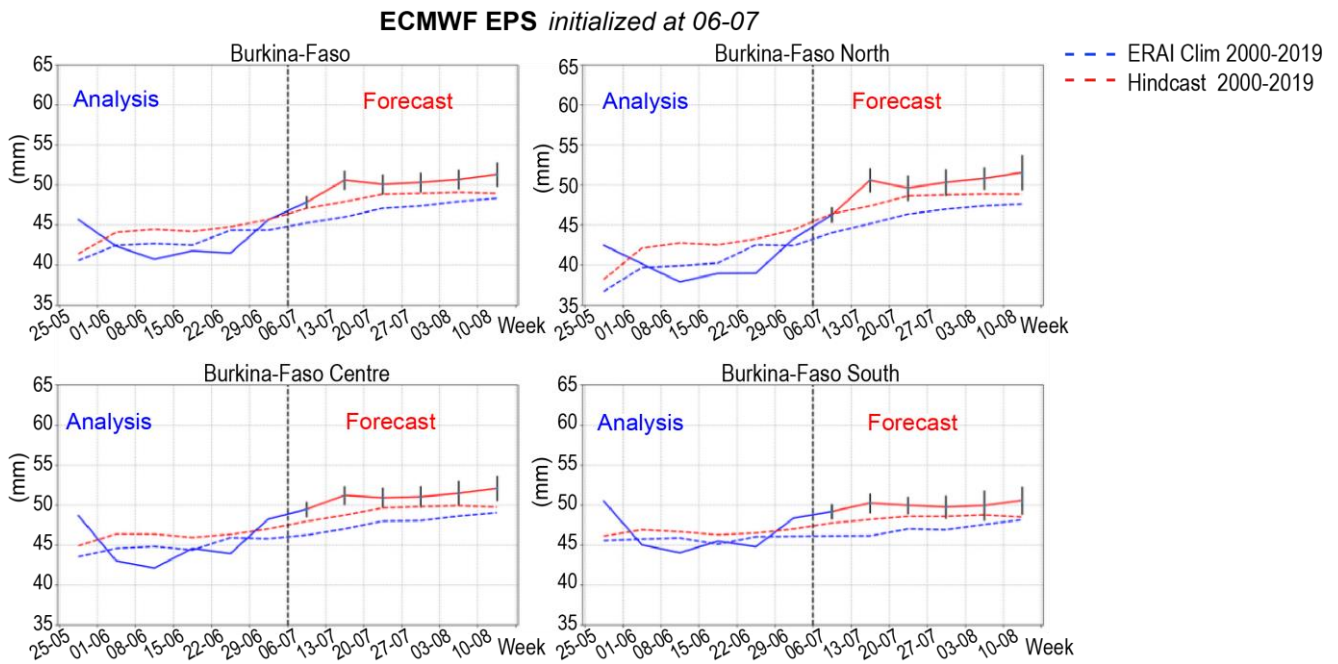 ECMWF EPS initialized at 06-07
ERAI Clim 2000-2019
Hindcast 2000-2019
Burkina-Faso
65
60
55
50
45
40
35
(mm)
Analysis
Forecast
25-05 01-06 08-06 15-06 22-06 29-06 06-07 13-07 20-07 27-07 03-08 10-08 Week
Burkina-Faso North
65
60
55
50
45
40
35
(mm)
Analysis
Forecast
25-05 01-06 08-06 15-06 22-06 29-06 06-07 13-07 20-07 27-07 03-08 10-08 Week
Burkina-Faso Centre
65
60
55
50
45
40
35
(mm)
Analysis
Forecast
25-05 01-06 08-06 15-06 22-06 29-06 06-07 13-07 20-07 27-07 03-08 10-08 Week
Burkina-Faso South
65
60
55
50
45
40
35
(mm)
Analysis
Forecast
25-05 01-06 08-06 15-06 22-06 29-06 06-07 13-07 20-07 27-07 03-08 10-08 Week